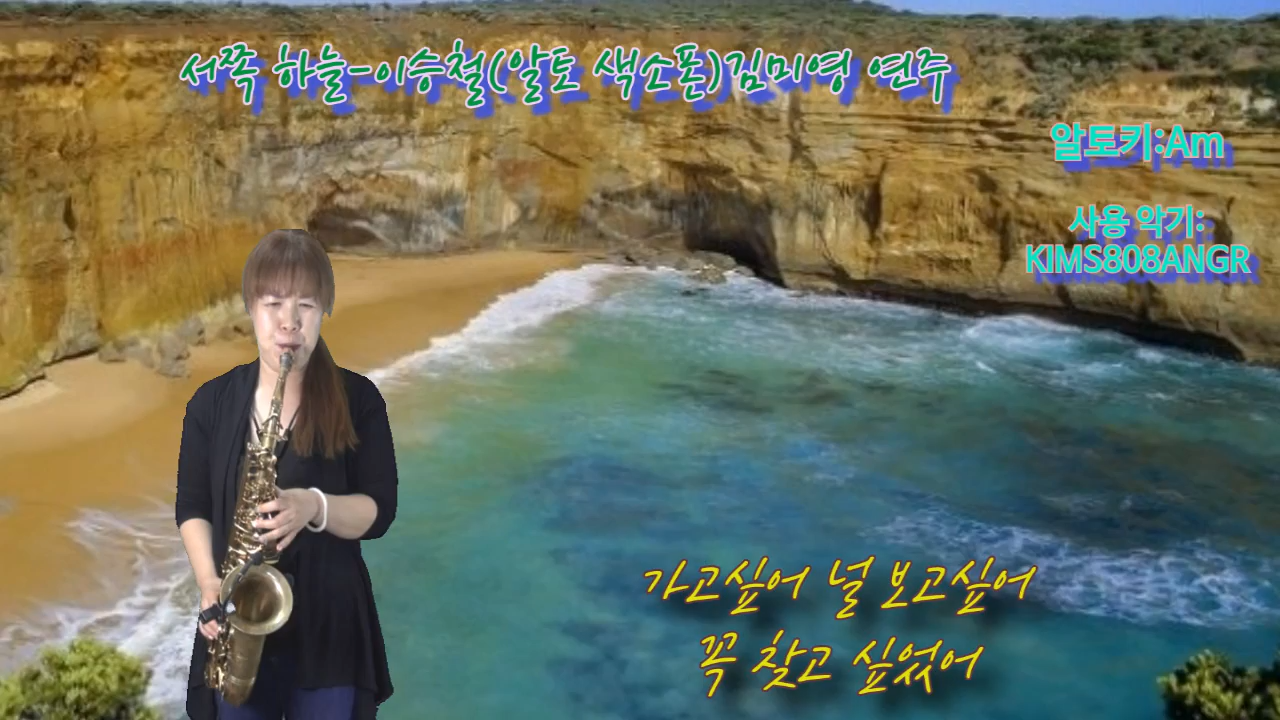 서쪽 하늘-이승철(알토 색소폰)김미영 연주
알토키:Am
사용 악기:
KIMS808ANGR
가고싶어 널 보고싶어
꼭 찾고 싶었어